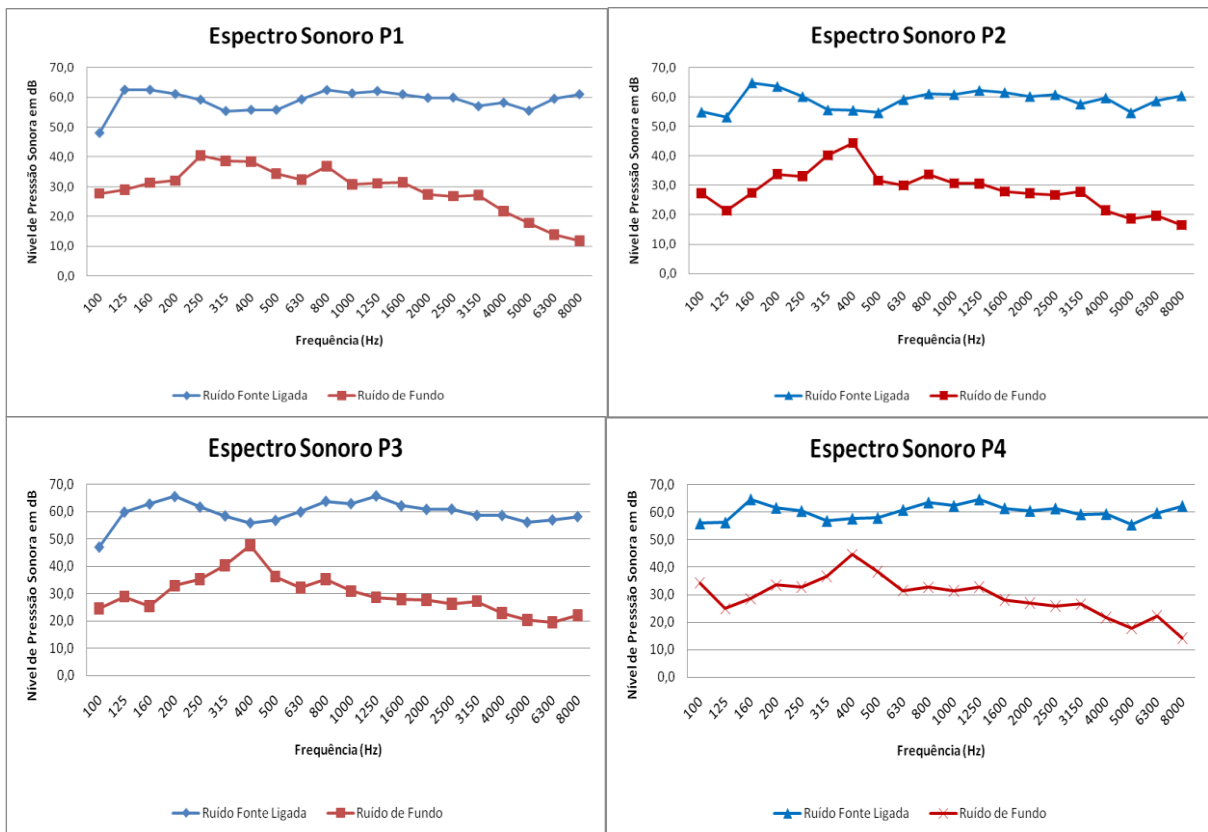 Espectro Sonoro P1
Nível de Presssão Sonora em dB
70,0
60,0
50,0
40,0
30,0
20,0
10,0
0,0
100 125 160 200 250 315 400 500 630 800 1000 1250 1600 2000 2500 3150 4000 5000 6300 8000
Frequência (Hz)
Ruído Fonte Ligada Ruído de Fundo
Espectro Sonoro P2
Nível de Presssão Sonora em dB
70,0
60,0
50,0
40,0
30,0
20,0
10,0
0,0
100 125 160 200 250 315 400 500 630 800 1000 1250 1600 2000 2500 3150 4000 5000 6300 8000
Frequência (Hz)
Ruído Fonte Ligada Ruído de Fundo
Espectro Sonoro P3
Nível de Presssão Sonora em dB
70,0
60,0
50,0
40,0
30,0
20,0
10,0
0,0
100 125 160 200 250 315 400 500 630 800 1000 1250 1600 2000 2500 3150 4000 5000 6300 8000
Frequência (Hz)
Ruído Fonte Ligada Ruído de Fundo
Espectro Sonoro P4
Nível de Presssão Sonora em dB
70,0
60,0
50,0
40,0
30,0
20,0
10,0
0,0
100 125 160 200 250 315 400 500 630 800 1000 1250 1600 2000 2500 3150 4000 5000 6300 8000
Frequência (Hz)
Ruído Fonte Ligada Ruído de Fundo